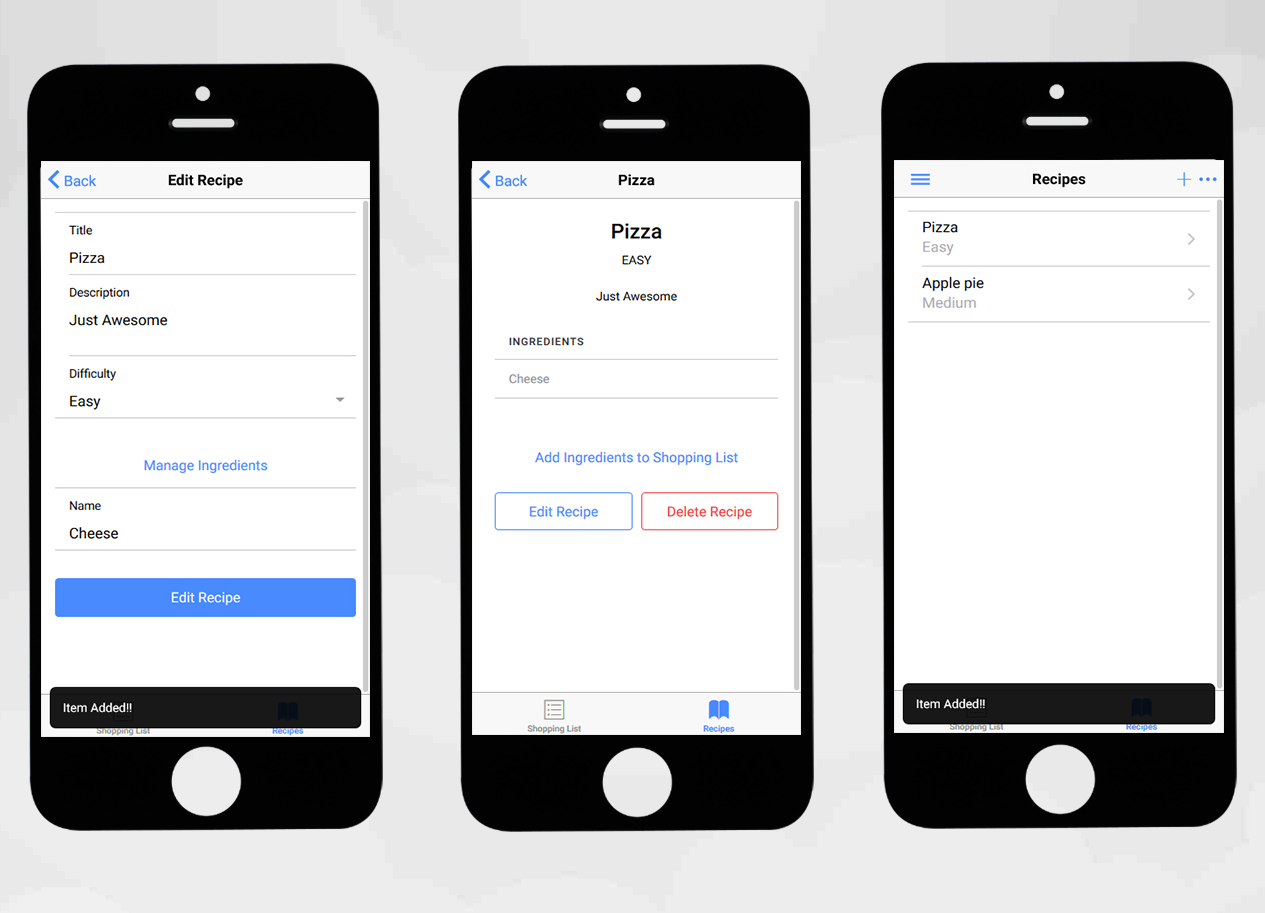 Back Edit Recipe
Title
Pizza
Description
Just Awesome
Difficulty
Easy
Manage Ingredients
Name
Cheese
Edit Recipe
Item Added!!
Shopping List Recipes
Back Pizza
Pizza
EASY
Just Awesome
INGREDIENTS
Cheese
Add Ingredients to Shopping List
Edit Recipe Delete Recipe
Shopping List Recipes
Recipes
Pizza
Easy
Apple pie
Medium
Item Added!!
Shopping List Recipes